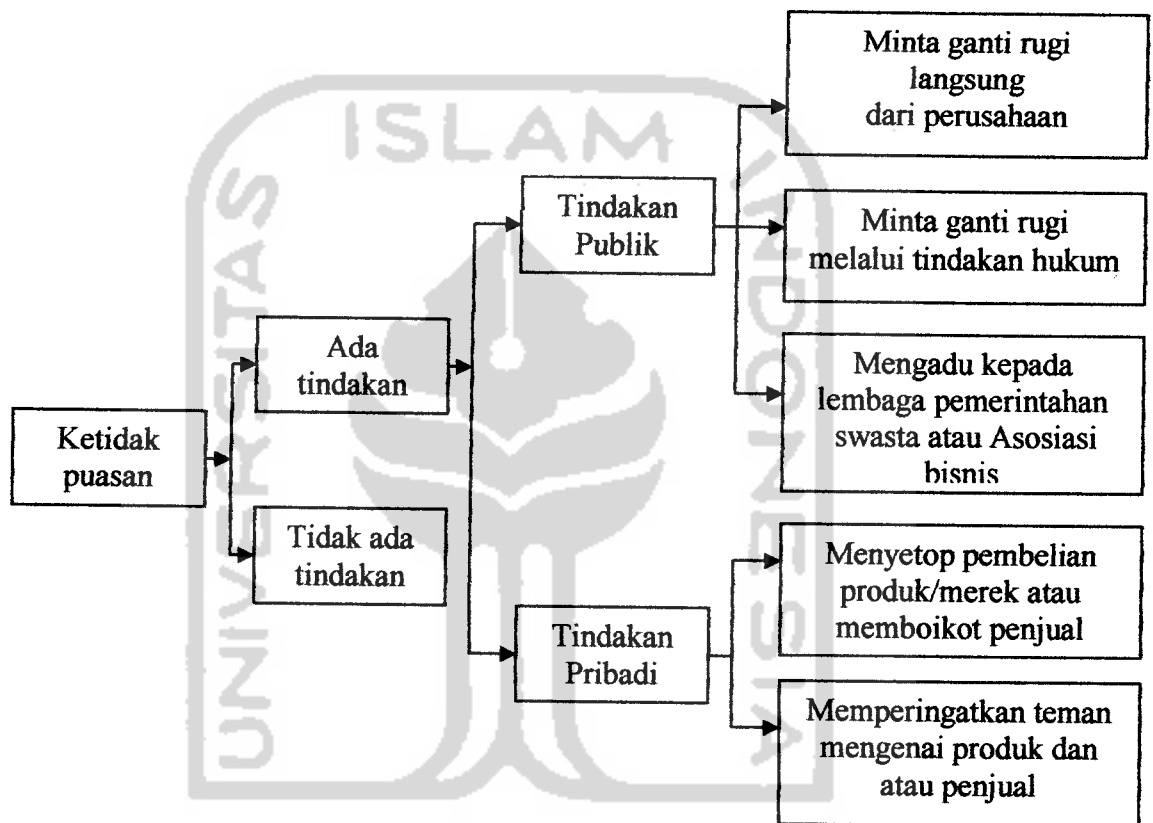 Minta ganti rugi
langsung
dari perusahaan
Tindakan
Publik
Minta ganti rugi
melalui tindakan hukum
Ada
tindakan
Mengadu kepada
lembaga pemerintahan
swasta atau Asosiasi
bisnis
Ketidak
puasan
Tidak ada
tindakan
Menyetop pembelian
produk/merek atau
memboikot penjual
Tindakan
Pribadi
Memperingatkan teman
mengenai produk dan
atau penjual
UNIVERSITAS
ISLAM
INDONESIA